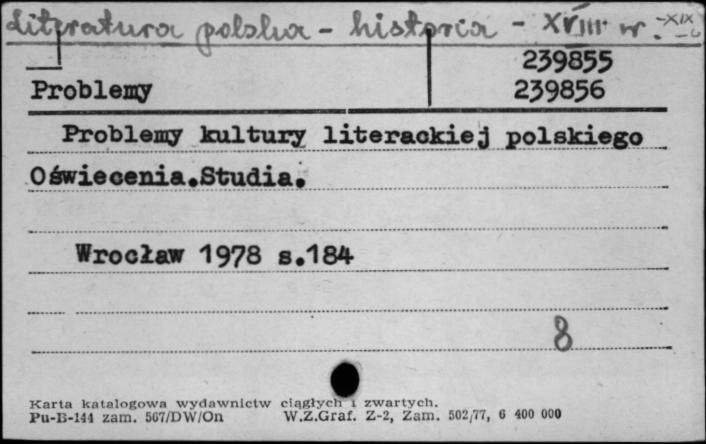 Literatura polska - historia - XVIII w. -XIX
239855
Problemy 239856
Problemy kultury literackiej polskiego
Oświecenia.Studia.
Wrocław 1978 s.184
8
Karta katalogowa wydawnictw ciągłych i zwartych.
Pu-B-144 zam. 567/DW/On W.Z.Graf. Z-2, Zam. 502/77, 6 400 000